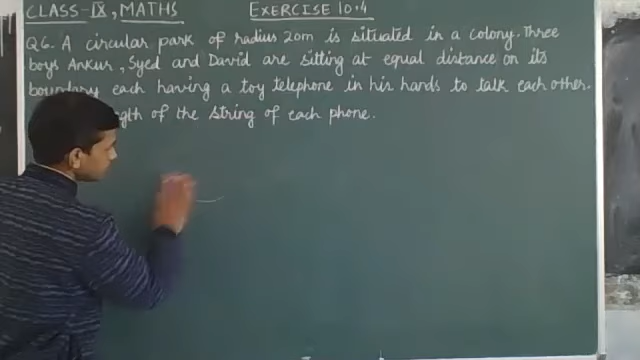 CLASS-IX, MATHS EXERCISE 10.4
Q6. A circular park of radius 20m is situated in a colony. Three
boys Ankur, Syed and David are sitting at equal distance on its
boundary each having a toy telephone in his hands to talk each other.
of the string of each phone.